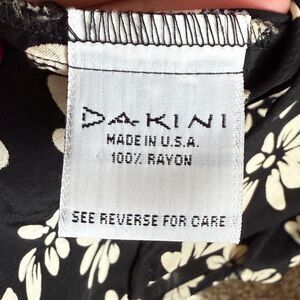 DAKINI
MADE IN U.S.A.
100% RAYON
SEE REVERSE FOR CARE